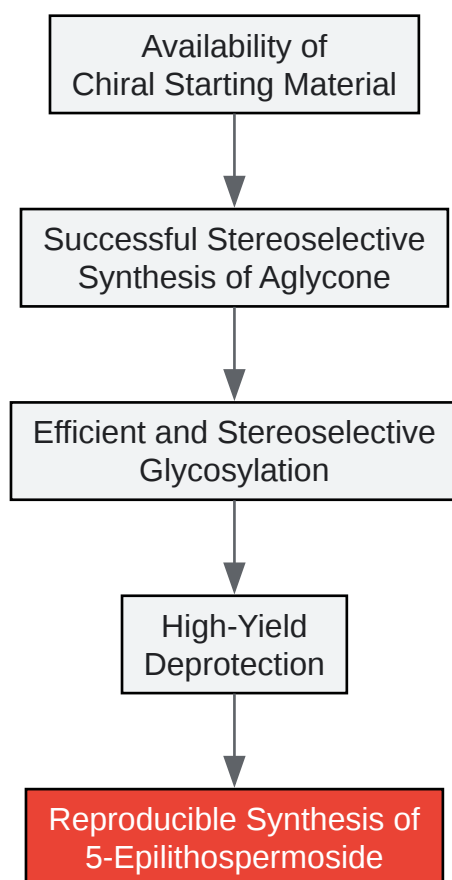 Availability of
Chiral Starting Material
Successful Stereoselective
Synthesis of Aglycone
Efficient and Stereoselective
Glycosylation
High-Yield
Deprotection
Reproducible Synthesis of
5-Epilithospermoside